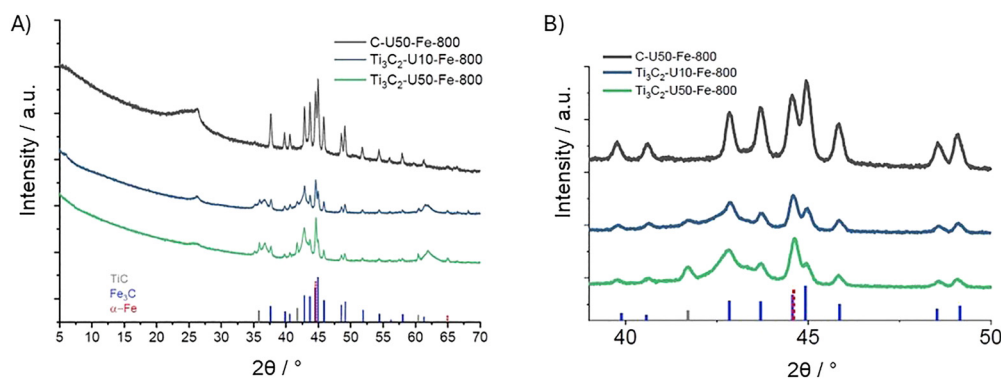 A)
C-U50-Fe-800
Ti₃C₂-U10-Fe-800
Ti₃C₂-U50-Fe-800
Intensity / a.u.
TiC
Fe₃C
α-Fe
5 10 15 20 25 30 35 40 45 50 55 60 65 70
2θ / °
B)
C-U50-Fe-800
Ti₃C₂-U10-Fe-800
Ti₃C₂-U50-Fe-800
Intensity / a.u.
40 45 50
2θ / °